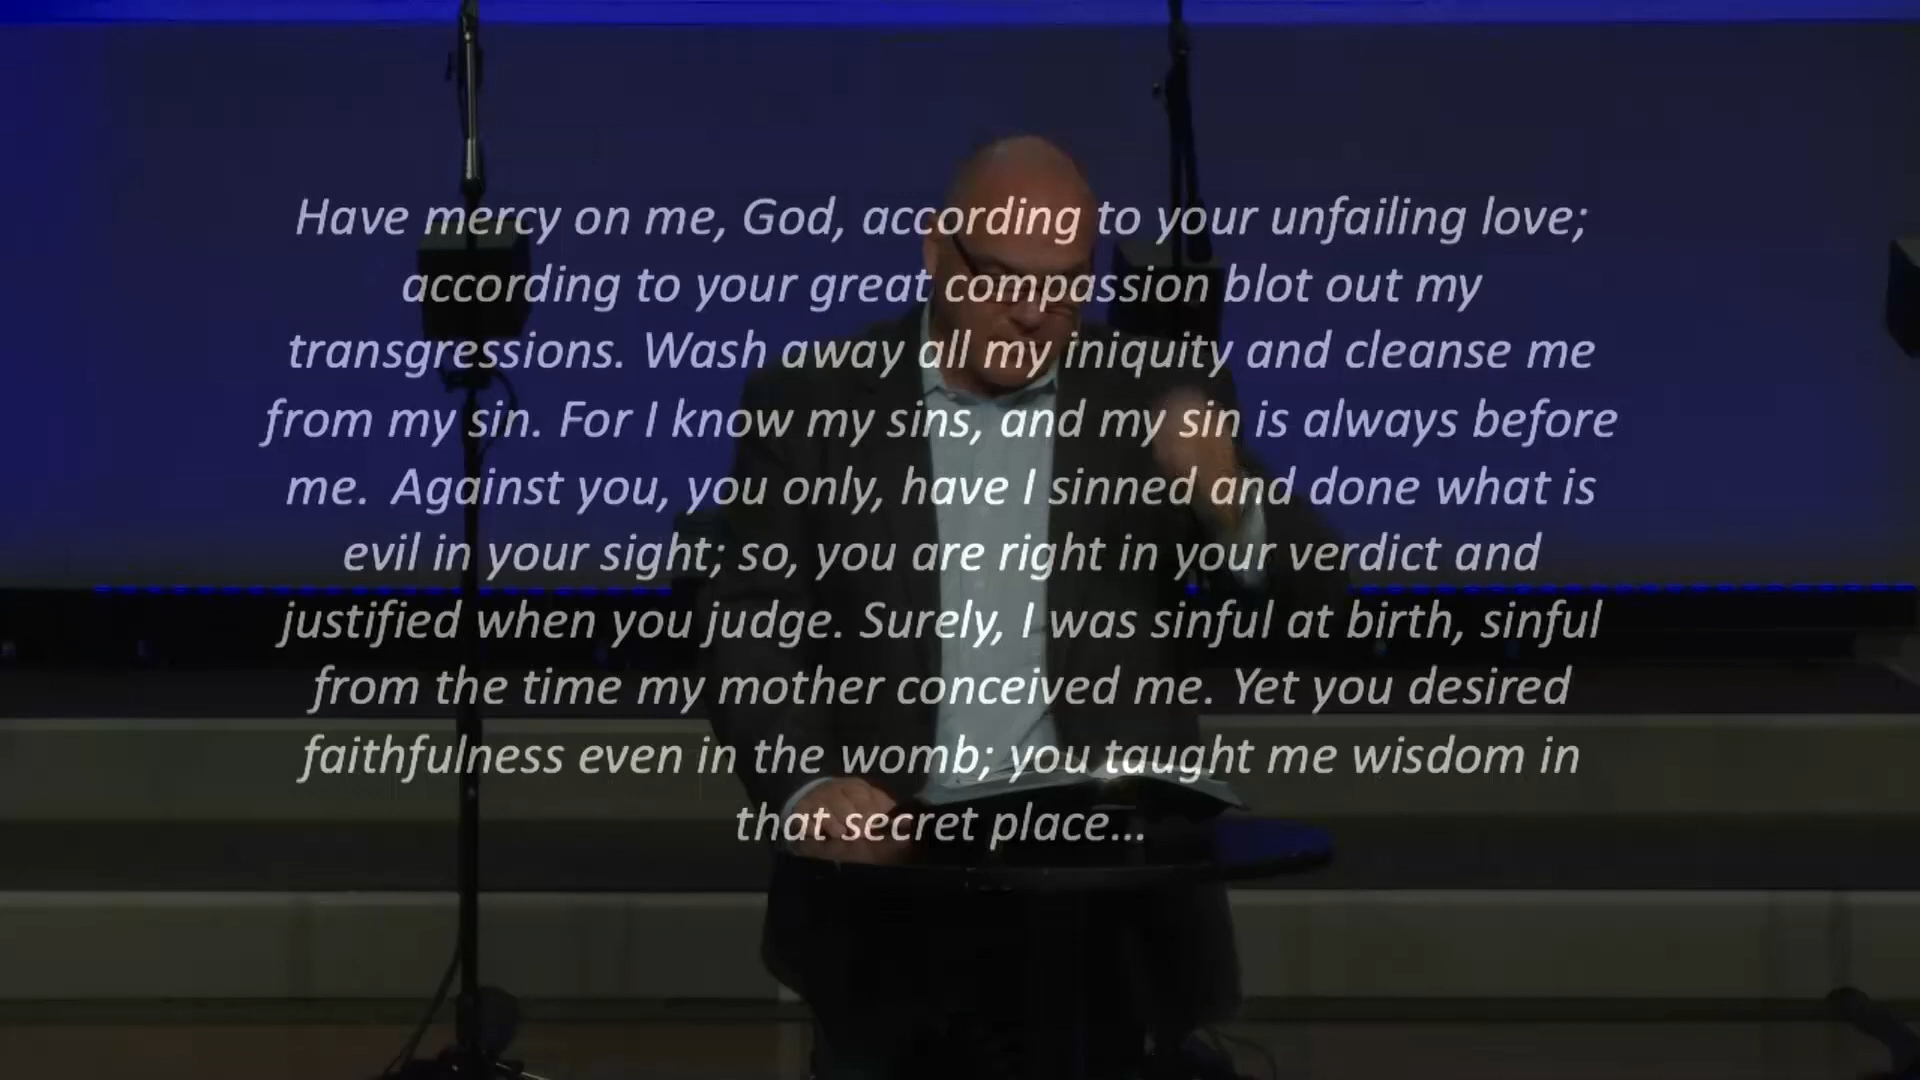 Have mercy on me, God, according to your unfailing love;
according to your great compassion blot out my
transgressions. Wash away all my iniquity and cleanse me
from my sin. For I know my sins, and my sin is always before
me. Against you, you only, have I sinned and done what is
evil in your sight; so, you are right in your verdict and
justified when you judge. Surely, I was sinful at birth, sinful
from the time my mother conceived me. Yet you desired
faithfulness even in the womb; you taught me wisdom in
that secret place...